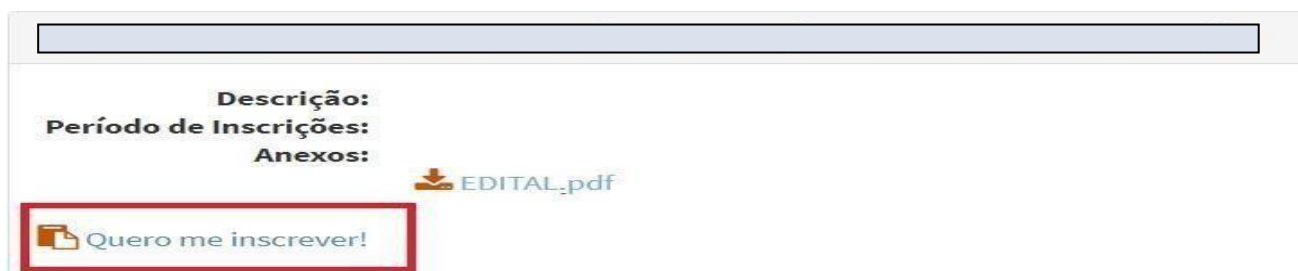 Descrição:
Período de Inscrições:
Anexos:
EDITAL.pdf
Quero me inscrever!